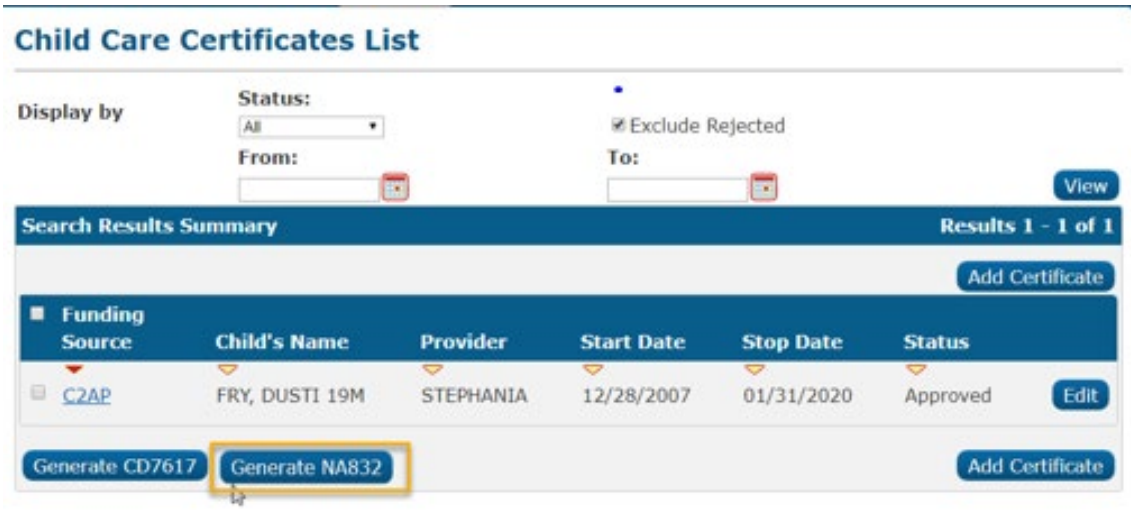 Child Care Certificates List
Display by
Status:
All
Exclude Rejected
From:
To:
View
Search Results Summary Results 1 - 1 of 1
Add Certificate
Funding Source Child's Name Provider Start Date Stop Date Status
C2AP FRY, DUSTI 19M STEPHANIA 12/28/2007 01/31/2020 Approved Edit
Generate CD7617 Generate NA832 Add Certificate